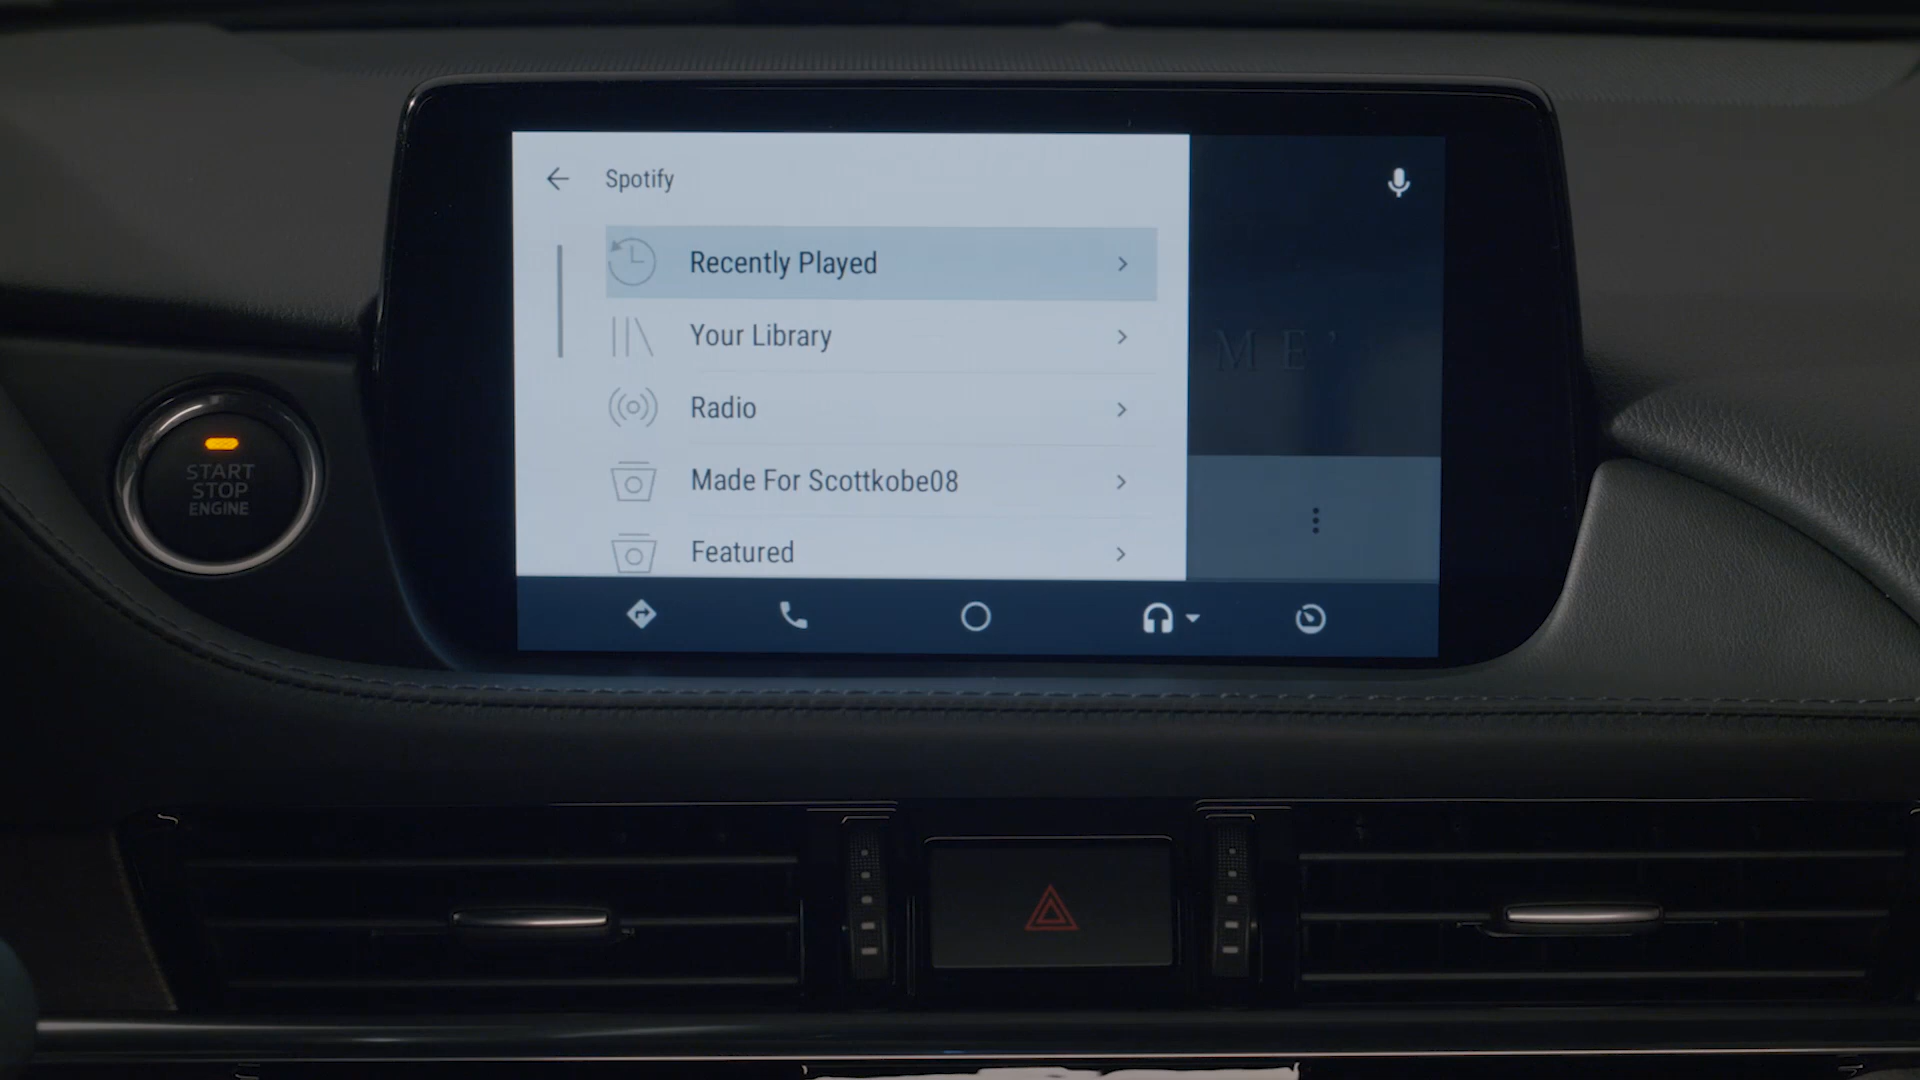 Spotify
Recently Played
Your Library
Radio
Made For Scottkobe08
Featured
M E '
START
STOP
ENGINE